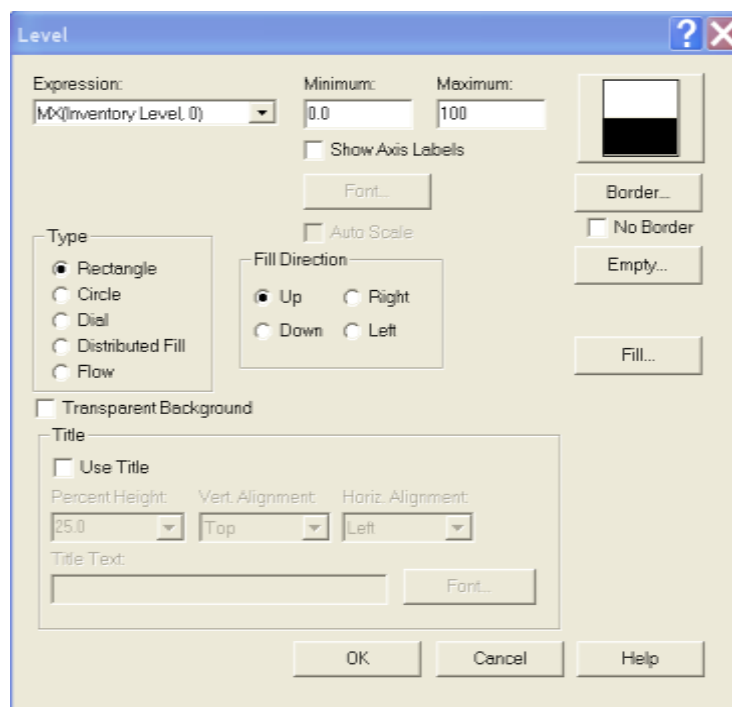 Level
Expression: Minimum: Maximum:
MX(Inventory Level, 0) 0.0 100
Show Axis Labels
Font... Border...
Auto Scale No Border
Type Fill Direction Empty...
Rectangle Up Right
Circle Down Left
Dial
Distributed Fill Fill...
Flow
Transparent Background
Title
Use Title
Percent Height: Vert. Alignment: Horiz. Alignment:
25.0 Top Left
Title Text:
Font...
OK Cancel Help